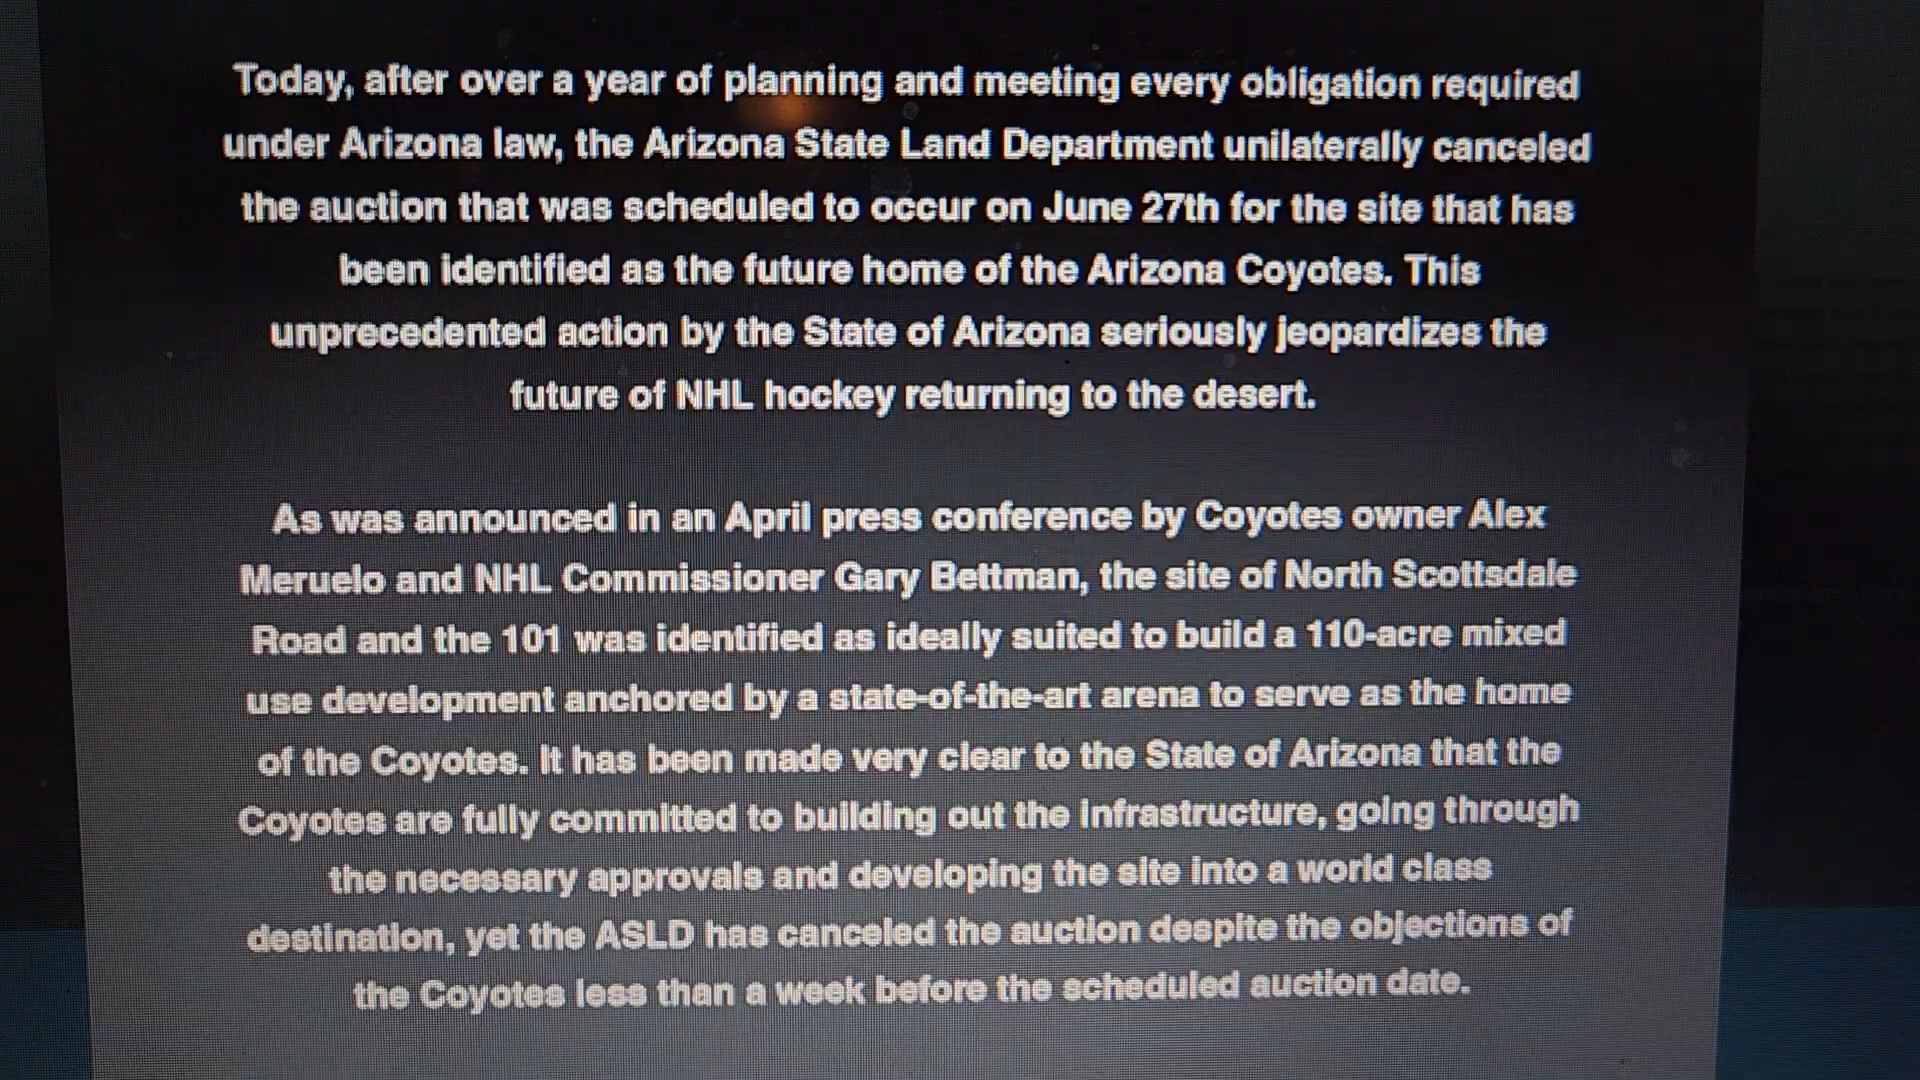 Today, after over a year of planning and meeting every obligation required
under Arizona law, the Arizona State Land Department unilaterally canceled
the auction that was scheduled to occur on June 27th for the site that has
been identified as the future home of the Arizona Coyotes. This
unprecedented action by the State of Arizona seriously jeopardizes the
future of NHL hockey returning to the desert.
As was announced in an April press conference by Coyotes owner Alex
Meruelo and NHL Commissioner Gary Bettman, the site of North Scottsdale
Road and the 101 was identified as ideally suited to build a 110-acre mixed
use development anchored by a state-of-the-art arena to serve as the home
of the Coyotes. It has been made very clear to the State of Arizona that the
Coyotes are fully committed to building out the infrastructure, going through
the necessary approvals and developing the site into a world class
destination, yet the ASLD has canceled the auction despite the objections of
the Coyotes less than a week before the scheduled auction date.